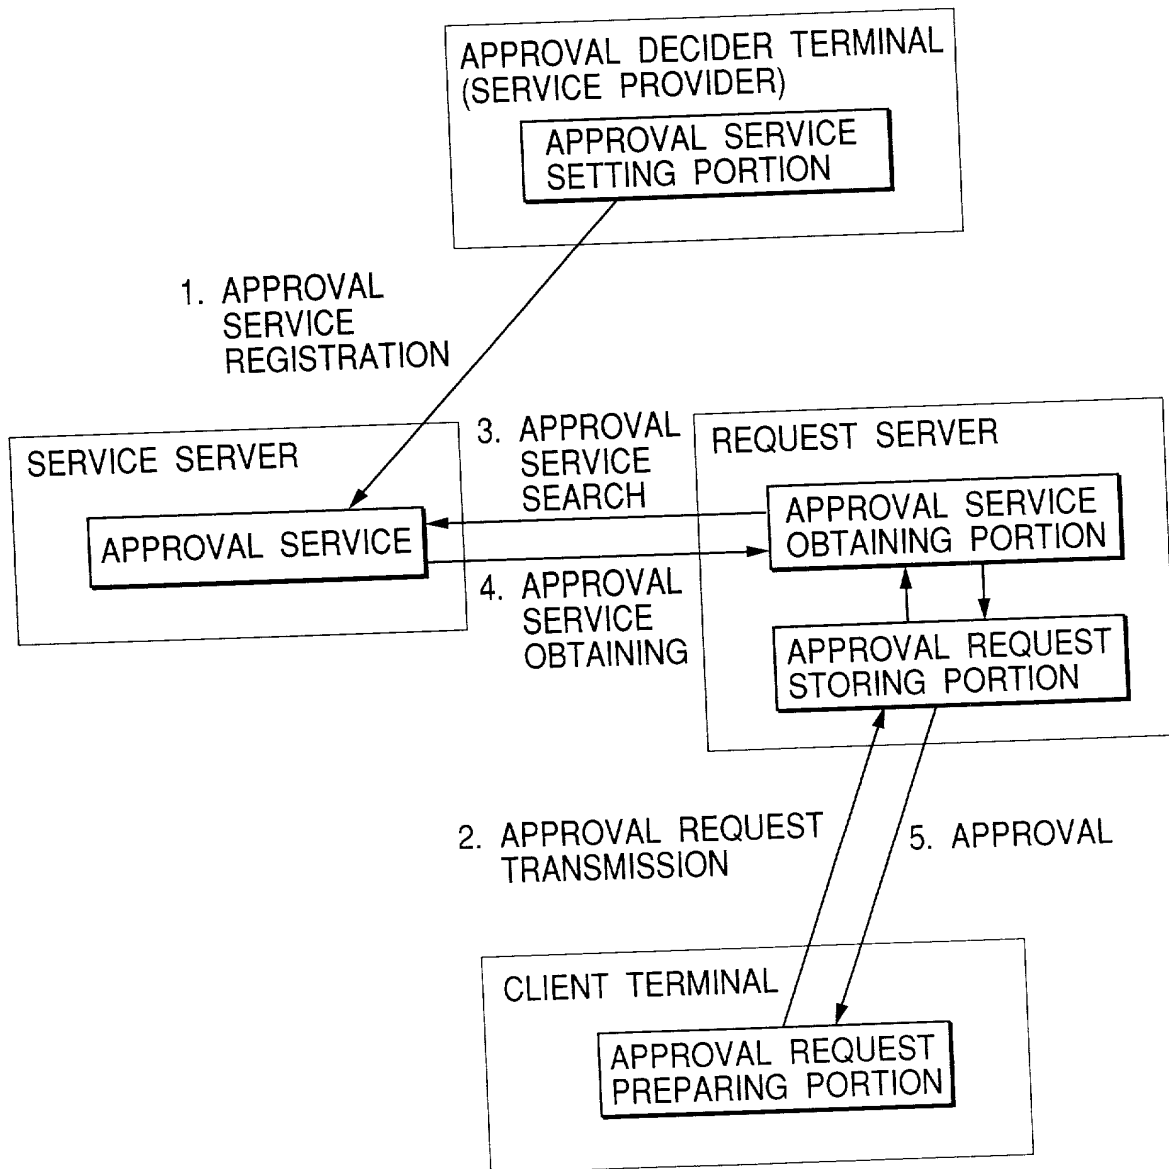 APPROVAL DECIDER TERMINAL
(SERVICE PROVIDER)
APPROVAL SERVICE
SETTING PORTION
1. APPROVAL
SERVICE
REGISTRATION
SERVICE SERVER
APPROVAL SERVICE
3. APPROVAL
SERVICE
SEARCH
4. APPROVAL
SERVICE
OBTAINING
REQUEST SERVER
APPROVAL SERVICE
OBTAINING PORTION
APPROVAL REQUEST
STORING PORTION
2. APPROVAL REQUEST
TRANSMISSION
5. APPROVAL
CLIENT TERMINAL
APPROVAL REQUEST
PREPARING PORTION